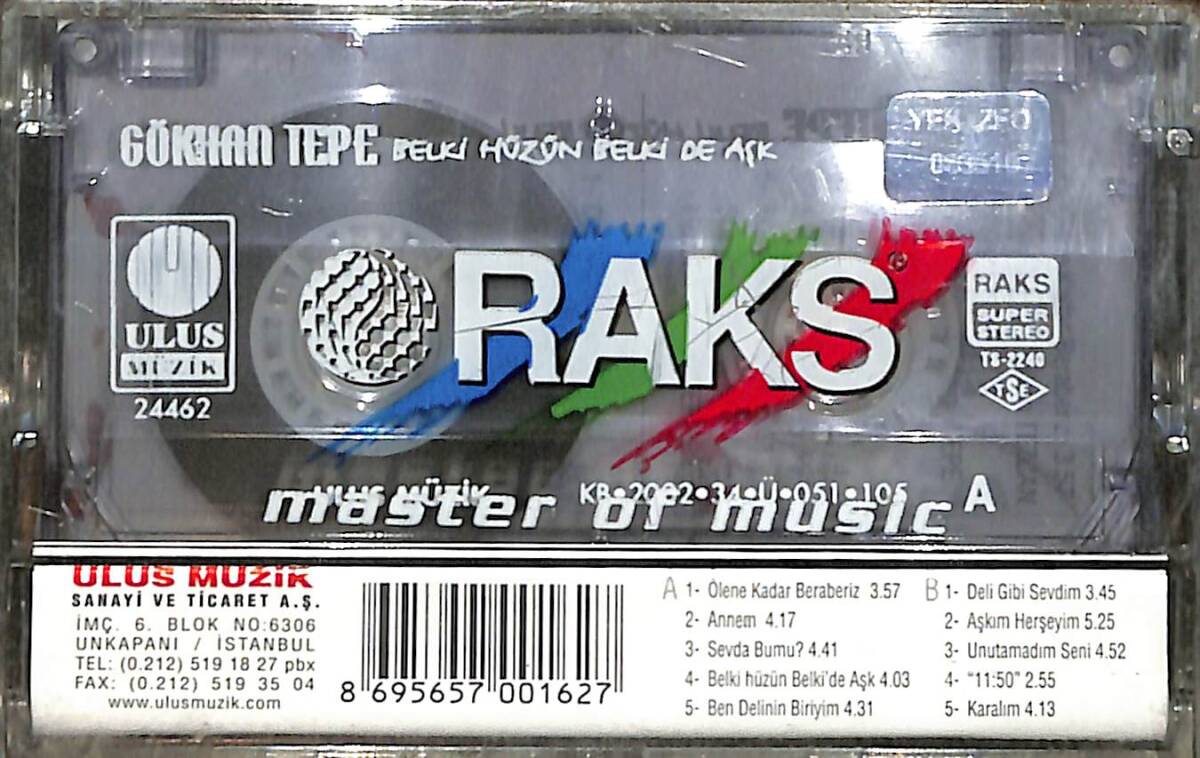 GÖKHAN TEPE BELKİ HÜZÜN BELKİ DE AŞK
ULUS
MÜZİK
24462
RAKS®
RAKS
SUPER
STEREO
TS-2240
TSE
ULUS MÜZİK KB•2002•34•Ü•051•105
master of music A
ULUS MÜZİK
SANAYİ VE TİCARET A.Ş.
İMÇ. 6. BLOK NO:6306
UNKAPANI / İSTANBUL
TEL: (0.212) 519 18 27 pbx
FAX: (0.212) 519 35 04
www.ulusmuzik.com
8 695657 001627
A 1- Ölene Kadar Beraberiz 3.57
2- Annem 4.17
3- Sevda Bumu? 4.41
4- Belki hüzün Belki'de Aşk 4.03
5- Ben Delinin Biriyim 4.31
B 1- Deli Gibi Sevdim 3.45
2- Aşkım Herşeyim 5.25
3- Unutamadım Seni 4.52
4- "11:50" 2.55
5- Karalım 4.13